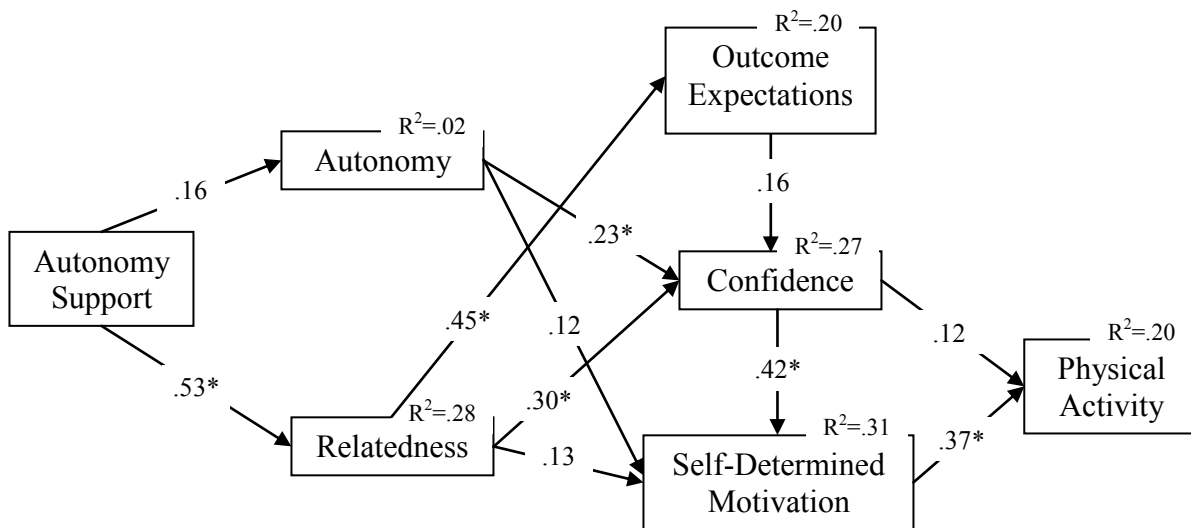 R²=.20
Outcome
Expectations
R²=.02
Autonomy
.16
.16
.23*
Autonomy
Support
R²=.27
Confidence
.45*
.12
.12
.53*
.42*
R²=.20
Physical
Activity
R²=.28
Relatedness
.30*
.13
R²=.31
Self-Determined
Motivation
.37*